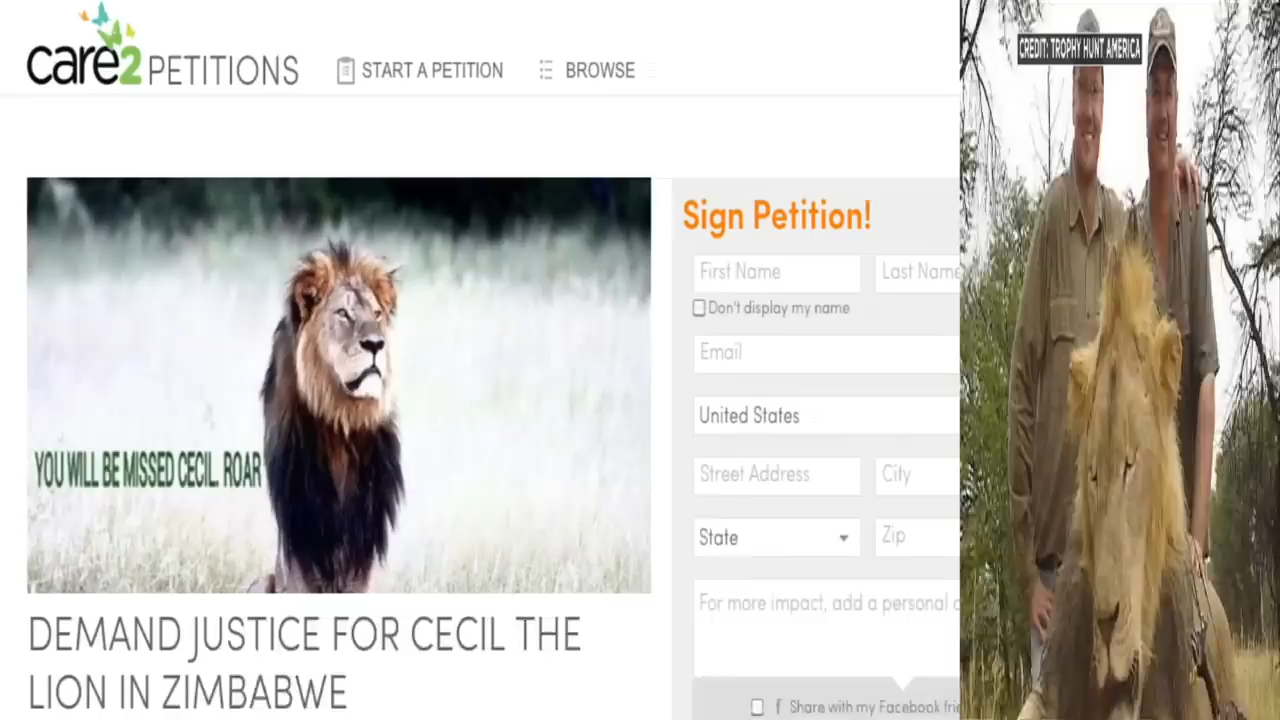 care2 PETITIONS
START A PETITION
BROWSE
CREDIT: TROPHY HUNT AMERICA
YOU WILL BE MISSED CECIL. ROAR
DEMAND JUSTICE FOR CECIL THE
LION IN ZIMBABWE
Sign Petition!
First Name
Last Name
Don't display my name
Email
United States
Street Address
City
State
Zip
For more impact, add a personal
f Share with my Facebook